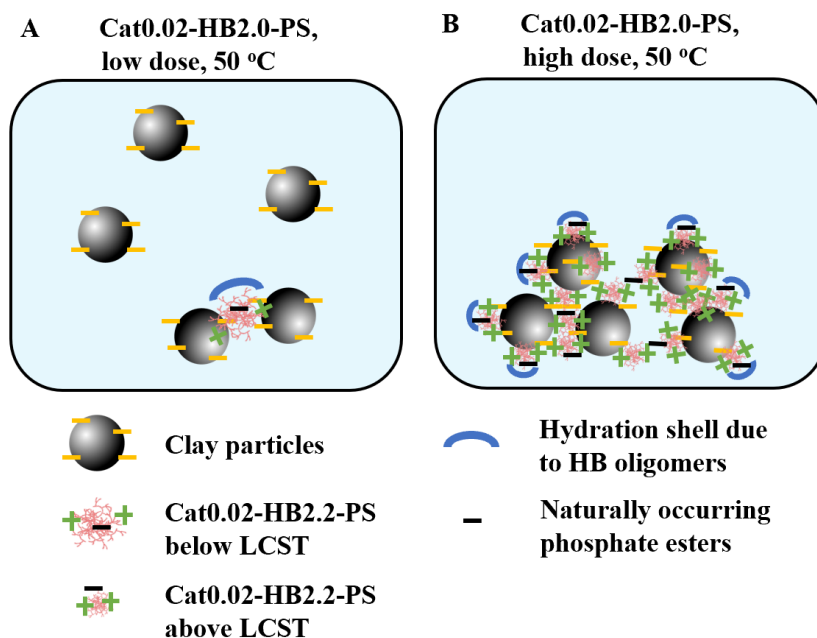 A
Cat0.02-HB2.0-PS,
low dose, 50 °C
B
Cat0.02-HB2.0-PS,
high dose, 50 °C
Clay particles
Cat0.02-HB2.2-PS
below LCST
Cat0.02-HB2.2-PS
above LCST
Hydration shell due
to HB oligomers
Naturally occurring
phosphate esters